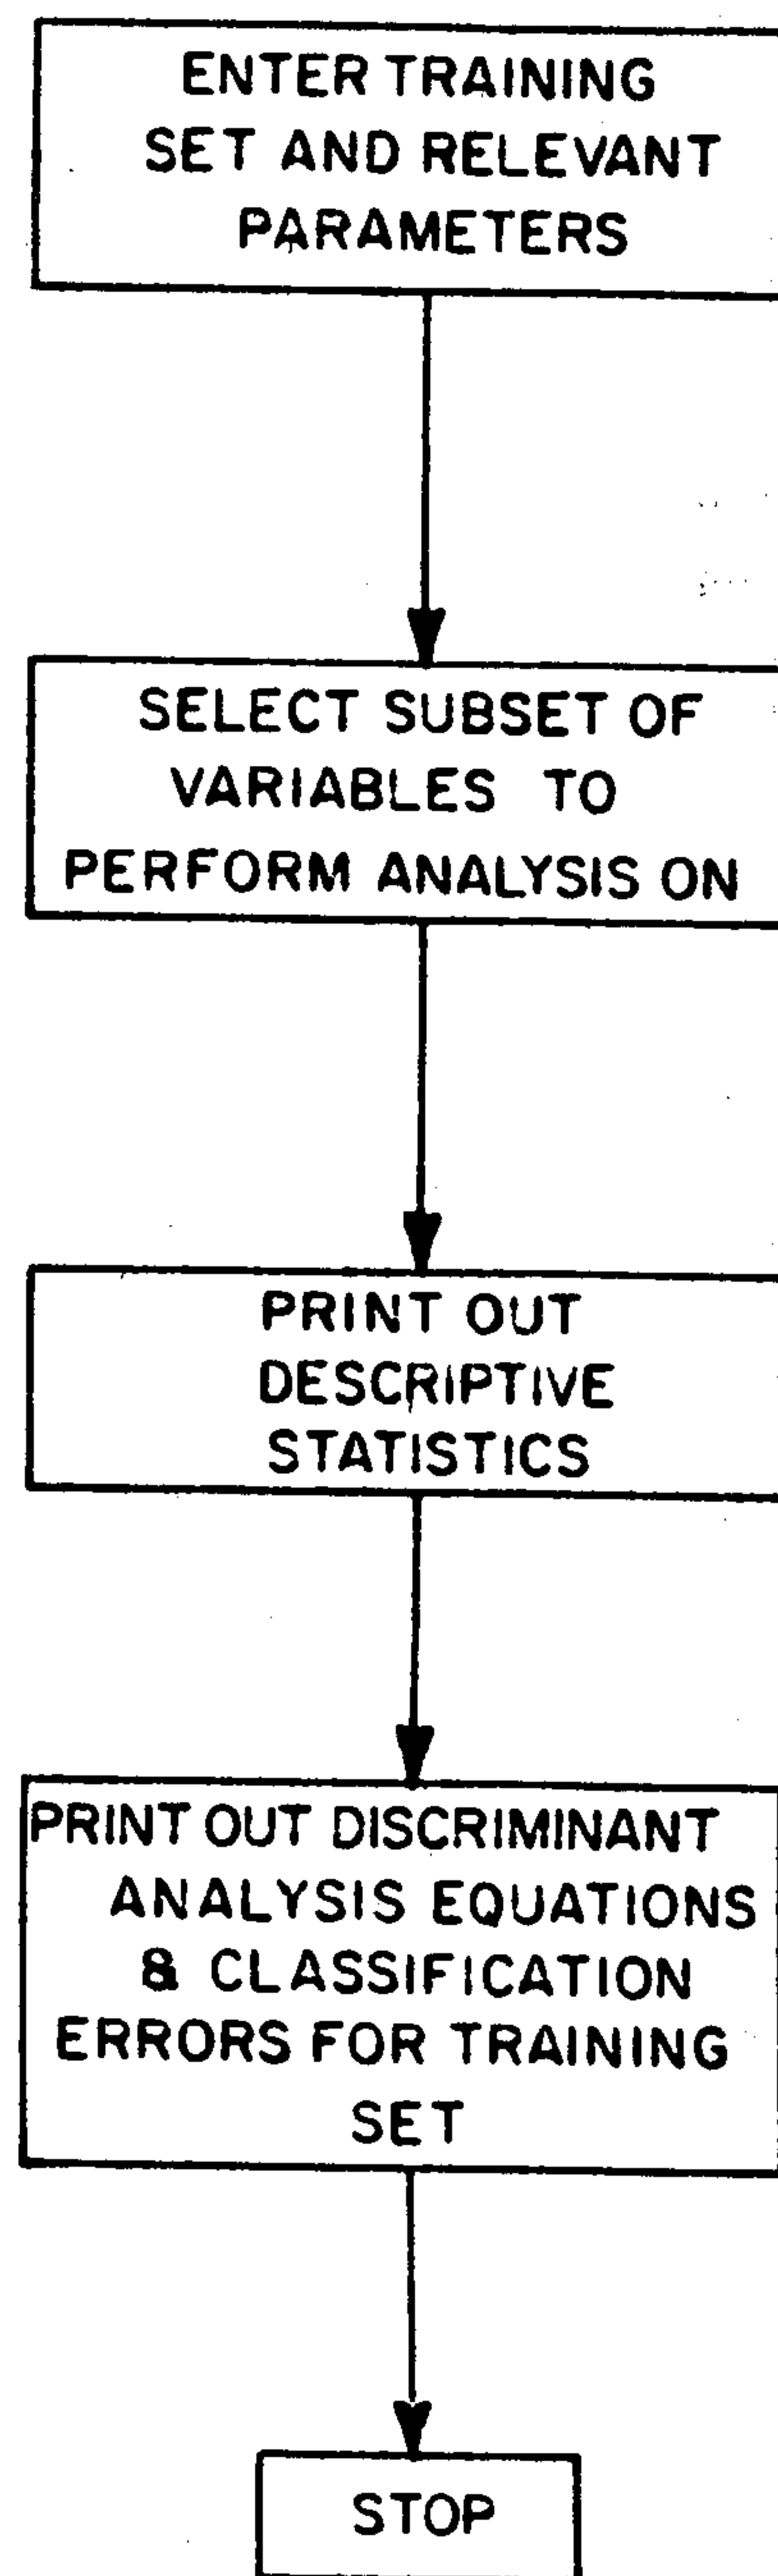 ENTER TRAINING
SET AND RELEVANT
PARAMETERS
SELECT SUBSET OF
VARIABLES TO
PERFORM ANALYSIS ON
PRINT OUT
DESCRIPTIVE
STATISTICS
PRINT OUT DISCRIMINANT
ANALYSIS EQUATIONS
& CLASSIFICATION
ERRORS FOR TRAINING
SET
STOP